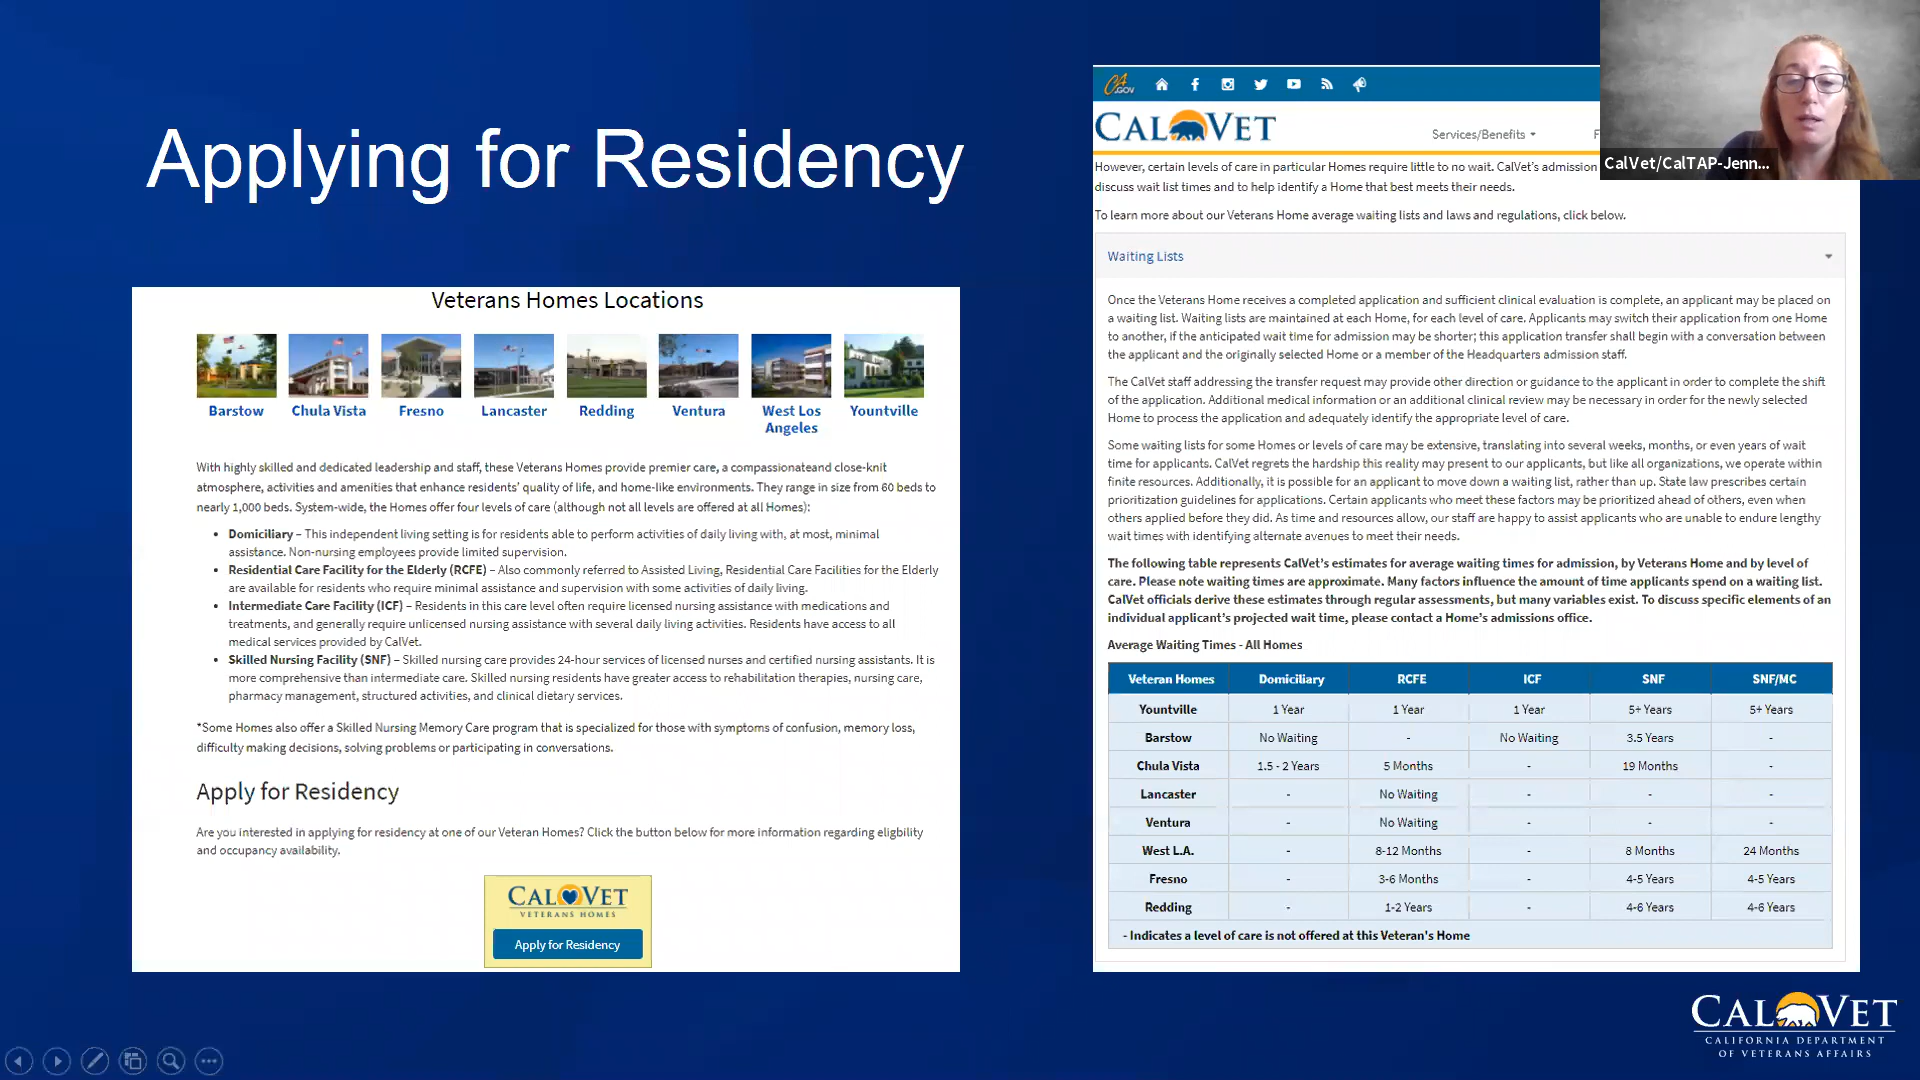 Applying for Residency
Veterans Homes Locations
Barstow
Chula Vista
Fresno
Lancaster
Redding
Ventura
West Los
Angeles
Yountville
With highly skilled and dedicated leadership and staff, these Veterans Homes provide premier care, a compassionateand close-knit
atmosphere, activities and amenities that enhance residents' quality of life, and home-like environments. They range in size from 60 beds to
nearly 1,000 beds. System-wide, the Homes offer four levels of care (although not all levels are offered at all Homes):
• Domiciliary – This independent living setting is for residents able to perform activities of daily living with, at most, minimal
assistance. Non-nursing employees provide limited supervision.
• Residential Care Facility for the Elderly (RCFE) – Also commonly referred to Assisted Living, Residential Care Facilities for the Elderly
are available for residents who require minimal assistance and supervision with some activities of daily living.
• Intermediate Care Facility (ICF) – Residents in this care level often require licensed nursing assistance with medications and
treatments, and generally require unlicensed nursing assistance with several daily living activities. Residents have access to all
medical services provided by CalVet.
• Skilled Nursing Facility (SNF) – Skilled nursing care provides 24-hour services of licensed nurses and certified nursing assistants. It is
more comprehensive than intermediate care. Skilled nursing residents have greater access to rehabilitation therapies, nursing care,
pharmacy management, structured activities, and clinical dietary services.
*Some Homes also offer a Skilled Nursing Memory Care program that is specialized for those with symptoms of confusion, memory loss,
difficulty making decisions, solving problems or participating in conversations.
Apply for Residency
Are you interested in applying for residency at one of our Veteran Homes? Click the button below for more information regarding eligbility
and occupancy availability.
CALVET
VETERANS HOMES
Apply for Residency
CA.GOV
CALVET
Services/Benefits
F
However, certain levels of care in particular Homes require little to no wait. CalVet's admission
discuss wait list times and to help identify a Home that best meets their needs.
To learn more about our Veterans Home average waiting lists and laws and regulations, click below.
Waiting Lists
Once the Veterans Home receives a completed application and sufficient clinical evaluation is complete, an applicant may be placed on
a waiting list. Waiting lists are maintained at each Home, for each level of care. Applicants may switch their application from one Home
to another, if the anticipated wait time for admission may be shorter; this application transfer shall begin with a conversation between
the applicant and the originally selected Home or a member of the Headquarters admission staff.
The CalVet staff addressing the transfer request may provide other direction or guidance to the applicant in order to complete the shift
of the application. Additional medical information or an additional clinical review may be necessary in order for the newly selected
Home to process the application and adequately identify the appropriate level of care.
Some waiting lists for some Homes or levels of care may be extensive, translating into several weeks, months, or even years of wait
time for applicants. CalVet regrets the hardship this reality may present to our applicants, but like all organizations, we operate within
finite resources. Additionally, it is possible for an applicant to move down a waiting list, rather than up. State law prescribes certain
prioritization guidelines for applications. Certain applicants who meet these factors may be prioritized ahead of others, even when
others applied before they did. As time and resources allow, our staff are happy to assist applicants who are unable to endure lengthy
wait times with identifying alternate avenues to meet their needs.
The following table represents CalVet's estimates for average waiting times for admission, by Veterans Home and by level of
care. Please note waiting times are approximate. Many factors influence the amount of time applicants spend on a waiting list.
CalVet officials derive these estimates through regular assessments, but many variables exist. To discuss specific elements of an
individual applicant's projected wait time, please contact a Home's admissions office.
Average Waiting Times - All Homes
Veteran Homes Domiciliary RCFE ICF SNF SNF/MC
Yountville 1 Year 1 Year 1 Year 5+ Years 5+ Years
Barstow No Waiting - No Waiting 3.5 Years -
Chula Vista 1.5 - 2 Years 5 Months - 19 Months -
Lancaster - No Waiting - - -
Ventura - No Waiting - - -
West L.A. - 8-12 Months - 8 Months 24 Months
Fresno - 3-6 Months - 4-5 Years 4-5 Years
Redding - 1-2 Years - 4-6 Years 4-6 Years
- Indicates a level of care is not offered at this Veteran's Home
CalVet/CalTAP-Jenn...
CALVET
CALIFORNIA DEPARTMENT
OF VETERANS AFFAIRS